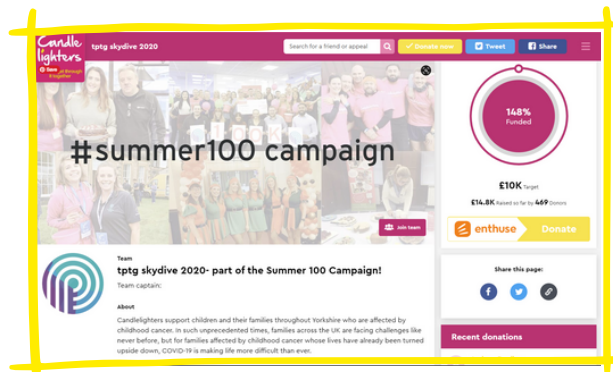 Candle
lighters
Save
tptg skydive 2020
Search for a friend or appeal
Donate now
Tweet
Share
#summer100 campaign
Join team
148%
Funded
£10K Target
£14.8K Raised so far by 469 Donors
enthuse
Donate
Team
tptg skydive 2020- part of the Summer 100 Campaign!
Team captain:
About
Candlelighters support children and their families throughout Yorkshire who are affected by
childhood cancer. In such unprecedented times, families across the UK are facing challenges like
never before, but for families affected by childhood cancer whose lives have already been turned
upside down, COVID-19 is making life more difficult than ever.
Share this page:
Recent donations